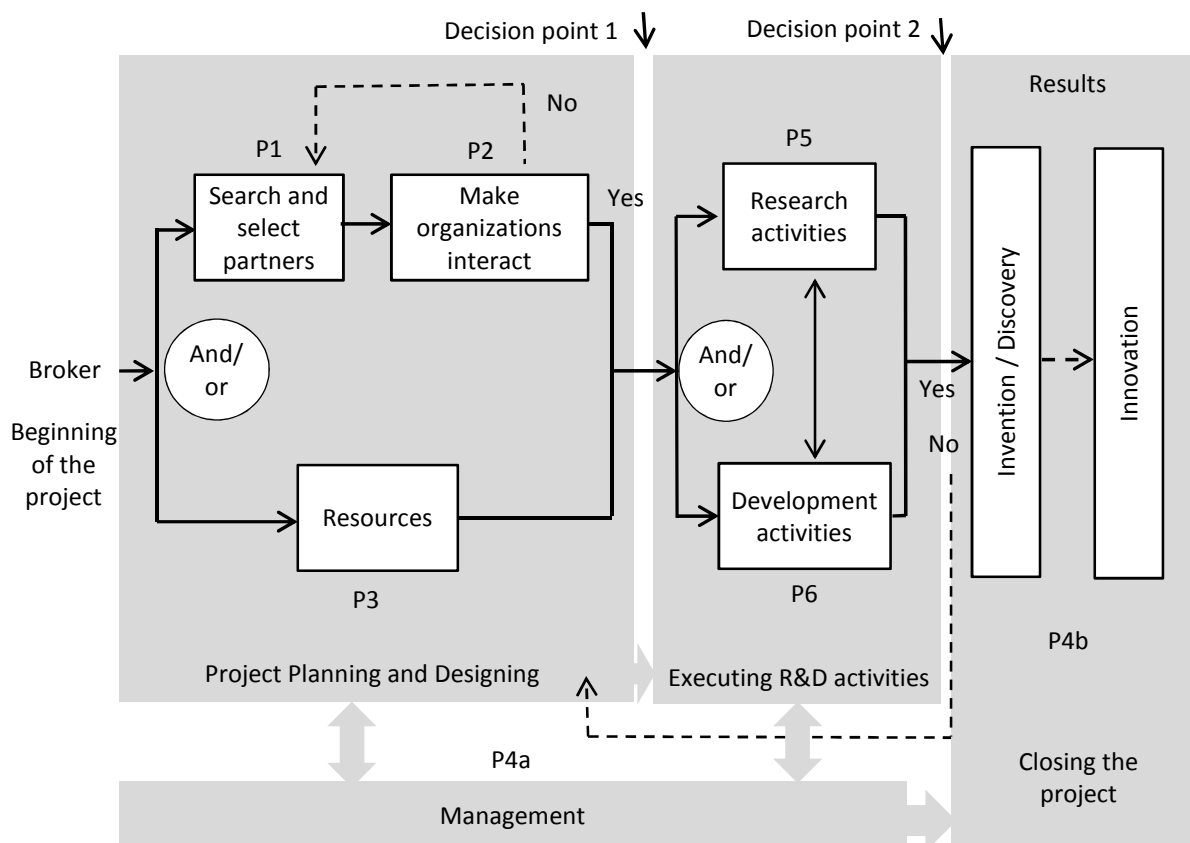 Decision point 1
Decision point 2
Results
No
P1
P2
P5
Search and
select
partners
Make
organizations
interact
Yes
Research
activities
Invention / Discovery
Innovation
Broker
And/
or
And/
or
Yes
Beginning
of the
project
No
Resources
Development
activities
P3
P6
P4b
Project Planning and Designing
Executing R&D activities
P4a
Closing the
project
Management